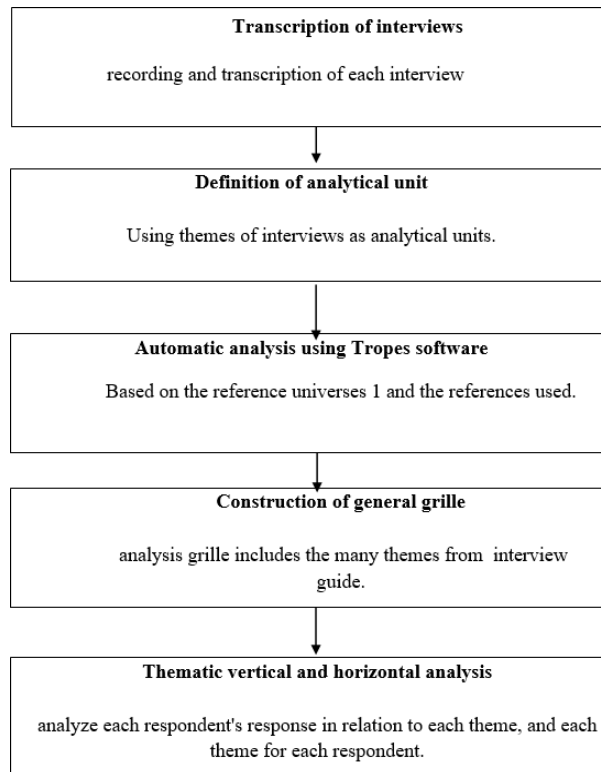 Transcription of interviews
recording and transcription of each interview
Definition of analytical unit
Using themes of interviews as analytical units.
Automatic analysis using Tropes software
Based on the reference universes 1 and the references used.
Construction of general grille
analysis grille includes the many themes from interview
guide.
Thematic vertical and horizontal analysis
analyze each respondent's response in relation to each theme, and each
theme for each respondent.